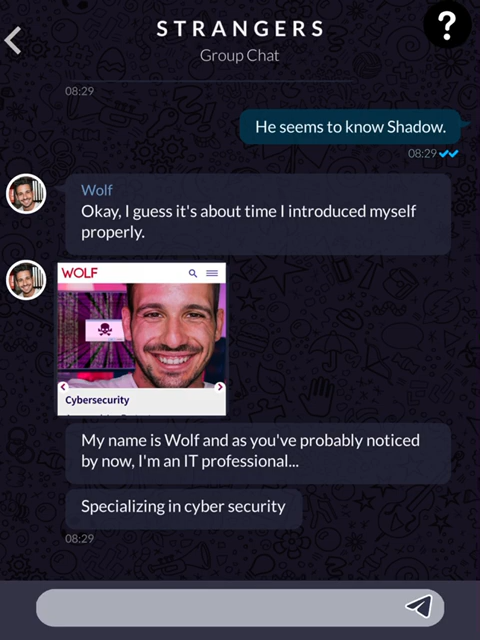 STRANGERS
?
Group Chat
08:29
He seems to know Shadow.
08:29
Wolf
Okay, I guess it's about time I introduced myself
properly.
WOLF
Cybersecurity
My name is Wolf and as you've probably noticed
by now, I'm an IT professional...
Specializing in cyber security
08:29